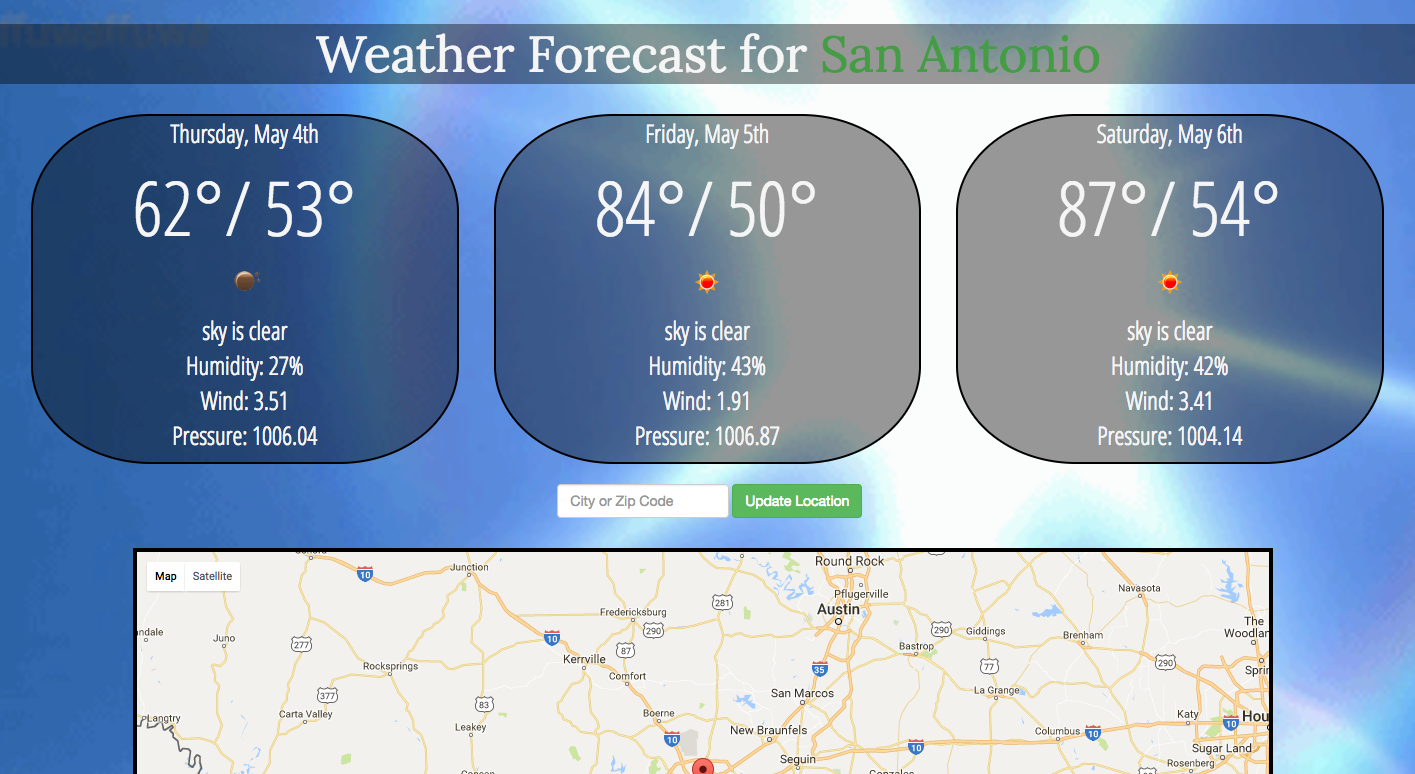 Weather Forecast for San Antonio
Thursday, May 4th
62°/ 53°
sky is clear
Humidity: 27%
Wind: 3.51
Pressure: 1006.04
Friday, May 5th
84°/ 50°
sky is clear
Humidity: 43%
Wind: 1.91
Pressure: 1006.87
Saturday, May 6th
87°/ 54°
sky is clear
Humidity: 42%
Wind: 3.41
Pressure: 1004.14
City or Zip Code
Update Location
Map Satellite
Round Rock
10
Junction
Pflugerville
Navasota
281
Austin
Fredericksburg
290
290
Giddings
The
Woodlan
ndale
Juno
277
10
87
Bastrop
Brenham
290
Kerrville
Rocksprings
35
77
Sprin
Comfort
La Grange
377
San Marcos
83
Langtry
Carta Valley
Boerne
Katy
10
Hou
Leakey
New Braunfels
Columbus
10
10
10
Sugar Land
Seguin
Rosenberg